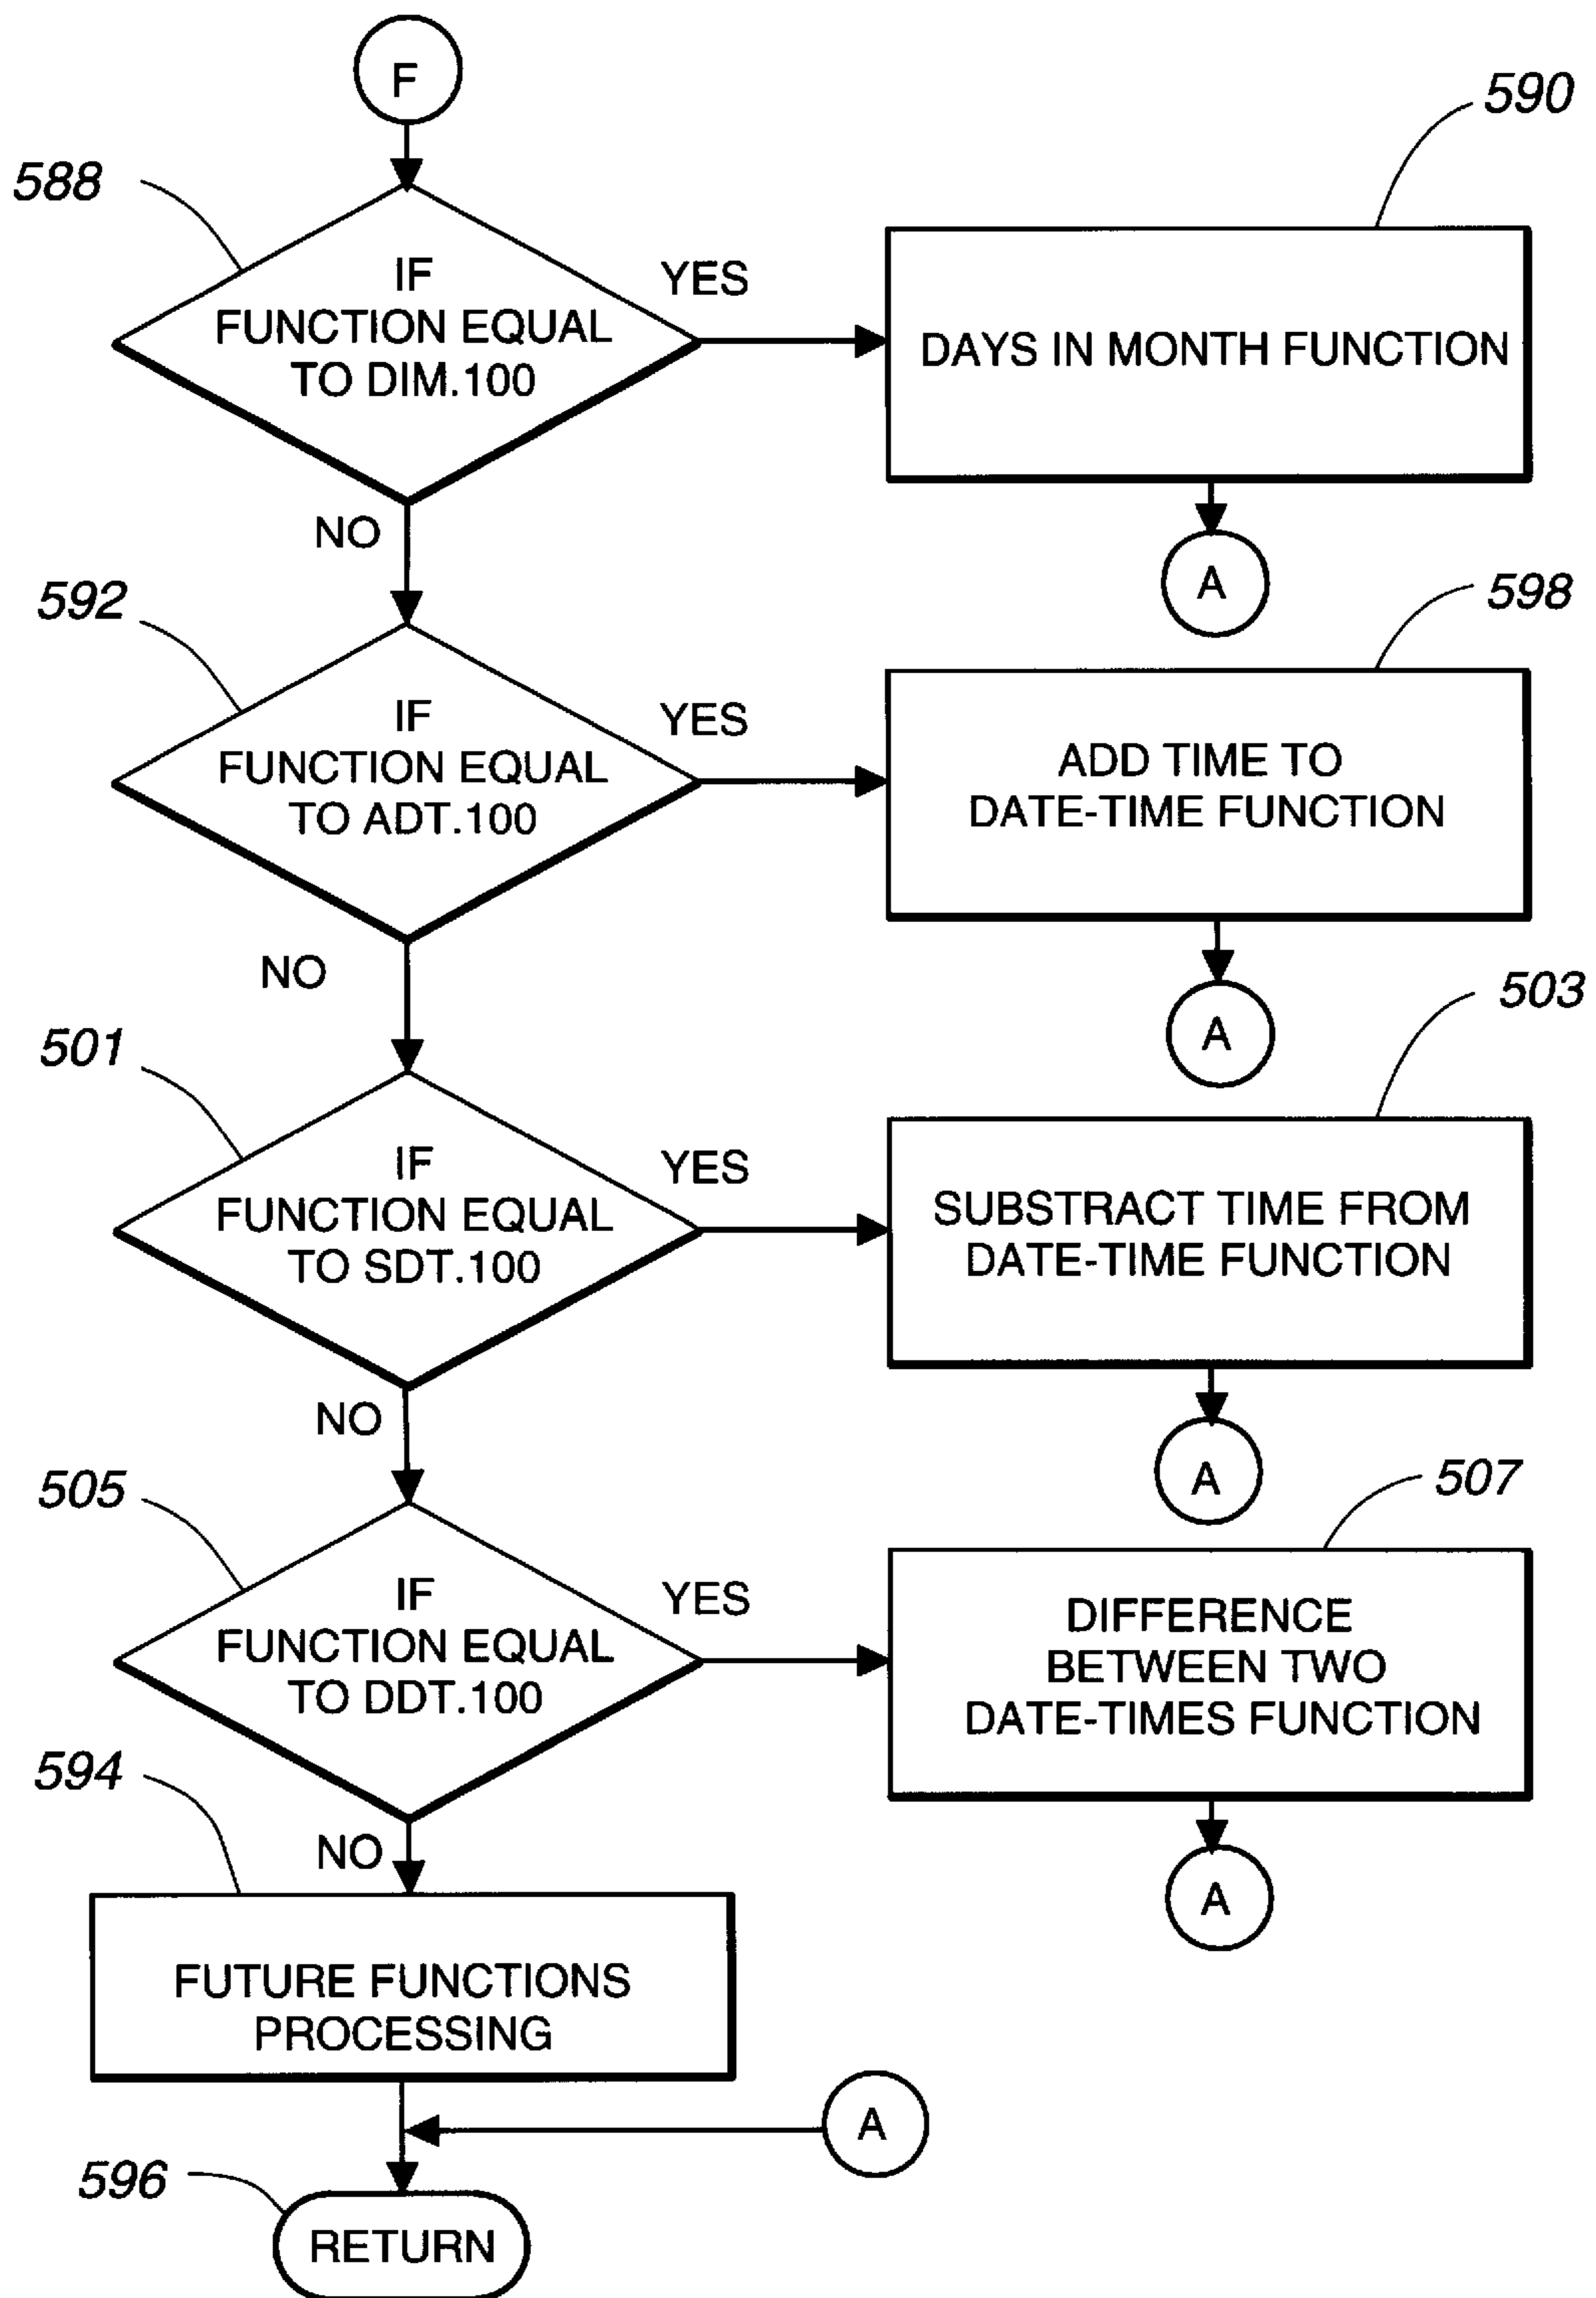 F
588
IF
FUNCTION EQUAL
TO DIM.100
YES
590
DAYS IN MONTH FUNCTION
A
NO
592
IF
FUNCTION EQUAL
TO ADT.100
YES
598
ADD TIME TO
DATE-TIME FUNCTION
A
NO
501
IF
FUNCTION EQUAL
TO SDT.100
YES
503
SUBSTRACT TIME FROM
DATE-TIME FUNCTION
A
NO
505
IF
FUNCTION EQUAL
TO DDT.100
YES
507
DIFFERENCE
BETWEEN TWO
DATE-TIMES FUNCTION
A
NO
594
FUTURE FUNCTIONS
PROCESSING
A
596
RETURN